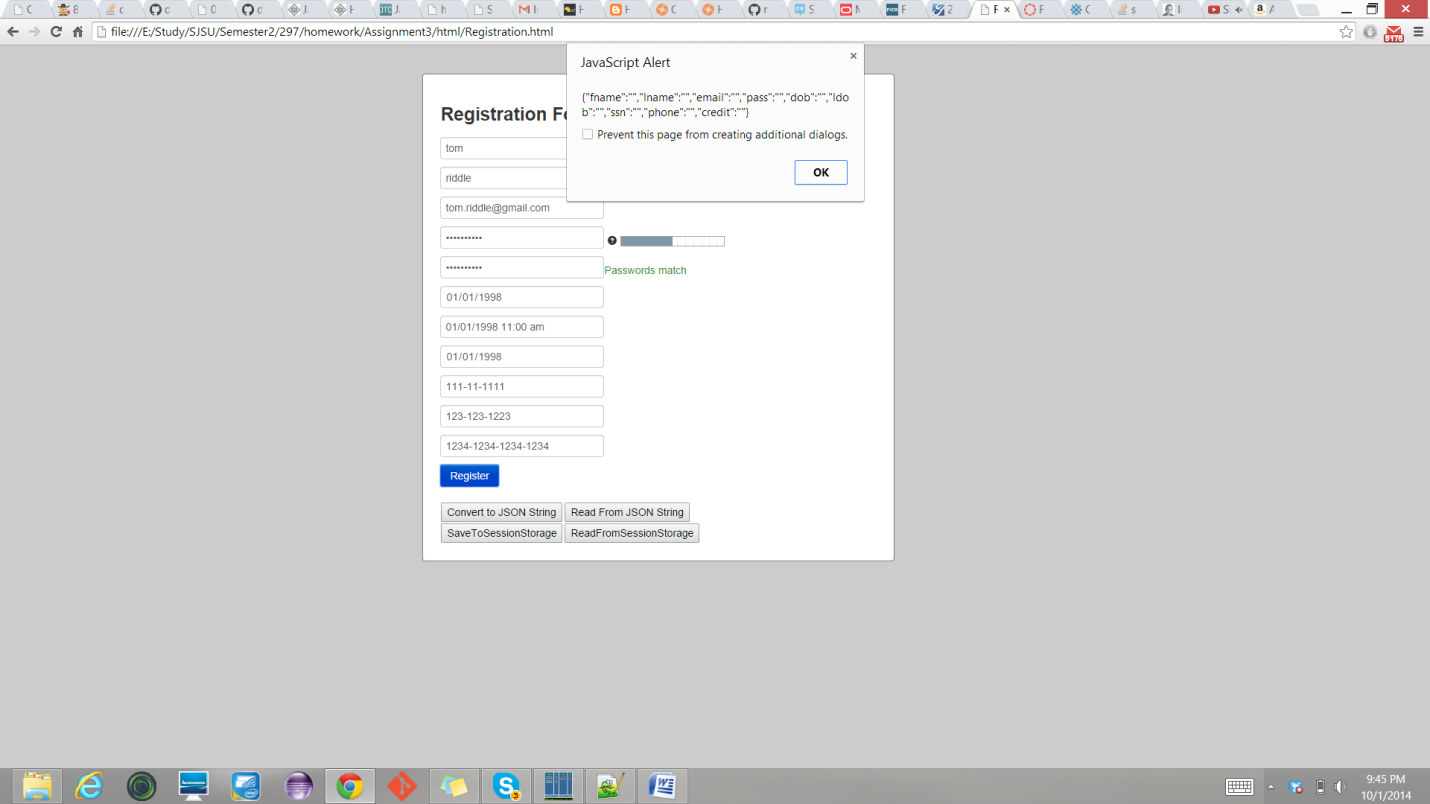 file:///E:/Study/SJSU/Semester2/297/homework/Assignment3/html/Registration.html
5175
JavaScript Alert
{"fname":"","lname":"","email":"","pass":"","dob":"","ldo
b":"","ssn":"","phone":"","credit":""}
Prevent this page from creating additional dialogs.
OK
Registration Fo
tom
riddle
tom.riddle@gmail.com
••••••••••
••••••••••
Passwords match
01/01/1998
01/01/1998 11:00 am
01/01/1998
111-11-1111
123-123-1223
1234-1234-1234-1234
Register
Convert to JSON String Read From JSON String
SaveToSessionStorage ReadFromSessionStorage
9:45 PM
10/1/2014